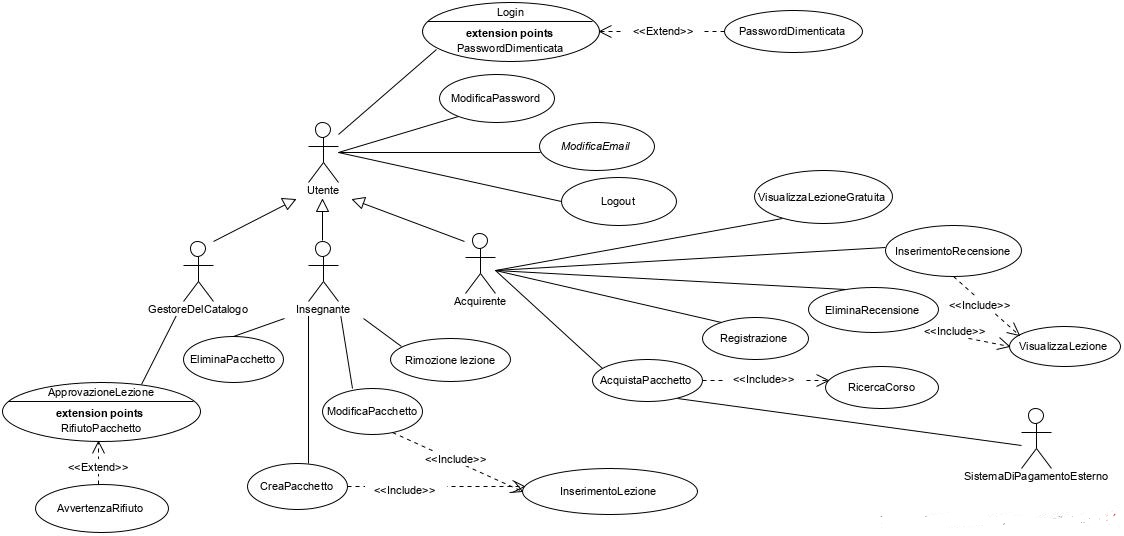 Login
extension points
PasswordDimenticata
<<Extend>>
PasswordDimenticata
ModificaPassword
ModificaEmail
Utente
Logout
VisualizzaLezioneGratuita
InserimentoRecensione
GestoreDelCatalogo
Insegnante
Acquirente
<<Include>>
EliminaRecensione
<<Include>>
VisualizzaLezione
Registrazione
EliminaPacchetto
Rimozione lezione
AcquistaPacchetto
<<Include>>
RicercaCorso
ApprovazioneLezione
extension points
RifiutoPacchetto
ModificaPacchetto
<<Extend>>
<<Include>>
SistemaDiPagamentoEsterno
CreaPacchetto
<<Include>>
InserimentoLezione
AvvertenzaRifiuto